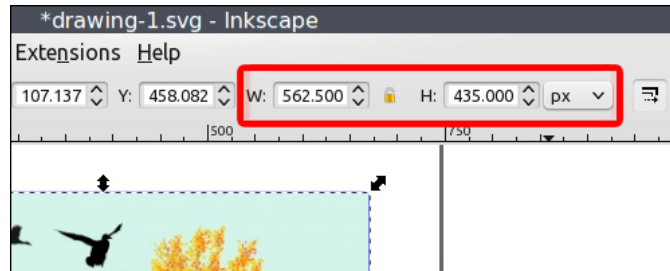 *drawing-1.svg - Inkscape
Extensions Help
107.137 Y: 458.082 W: 562.500 H: 435.000 px
500 750